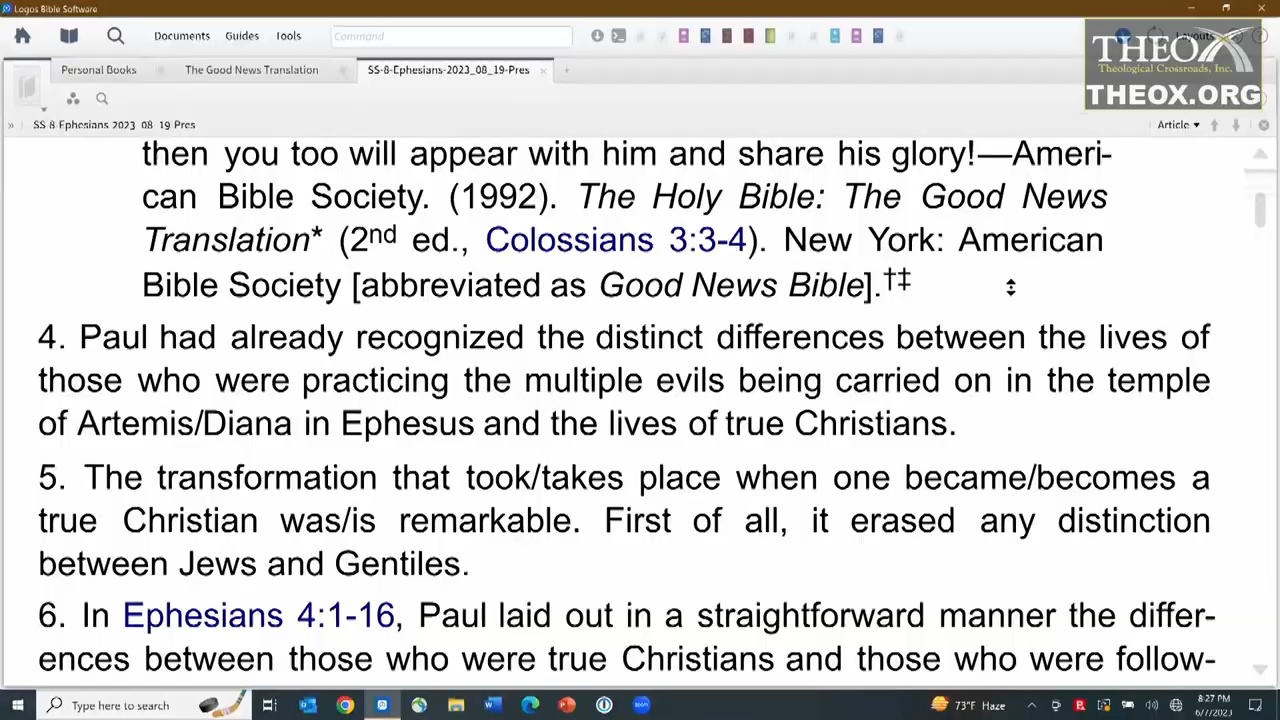 Logos Bible Software
Documents Guides Tools Command Layouts
THEOX
Theological Crossroads, Inc.
THEOX.ORG
Personal Books The Good News Translation SS-8-Ephesians-2023_08_19-Pres
SS-8-Ephesians-2023_08_19-Pres Article
then you too will appear with him and share his glory!—Ameri-
can Bible Society. (1992). The Holy Bible: The Good News
Translation* (2nd ed., Colossians 3:3-4). New York: American
Bible Society [abbreviated as Good News Bible].†‡
4. Paul had already recognized the distinct differences between the lives of
those who were practicing the multiple evils being carried on in the temple
of Artemis/Diana in Ephesus and the lives of true Christians.
5. The transformation that took/takes place when one became/becomes a
true Christian was/is remarkable. First of all, it erased any distinction
between Jews and Gentiles.
6. In Ephesians 4:1-16, Paul laid out in a straightforward manner the differ-
ences between those who were true Christians and those who were follow-
Type here to search 73°F Haze 8:27 PM
6/7/2023